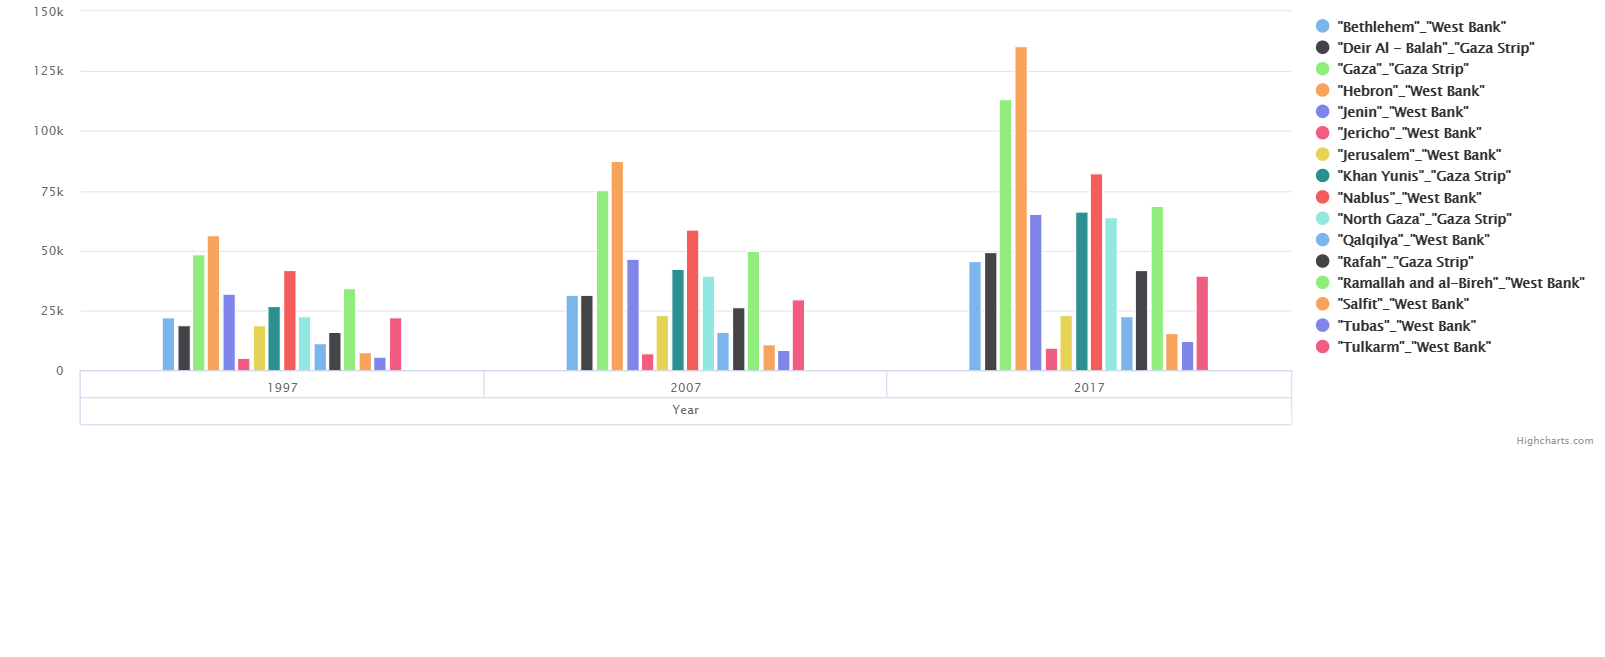 150k
125k
100k
75k
50k
25k
0
1997 2007 2017
Year
"Bethlehem"_"West Bank"
"Deir Al - Balah"_"Gaza Strip"
"Gaza"_"Gaza Strip"
"Hebron"_"West Bank"
"Jenin"_"West Bank"
"Jericho"_"West Bank"
"Jerusalem"_"West Bank"
"Khan Yunis"_"Gaza Strip"
"Nablus"_"West Bank"
"North Gaza"_"Gaza Strip"
"Qalqilya"_"West Bank"
"Rafah"_"Gaza Strip"
"Ramallah and al-Bireh"_"West Bank"
"Salfit"_"West Bank"
"Tubas"_"West Bank"
"Tulkarm"_"West Bank"
Highcharts.com